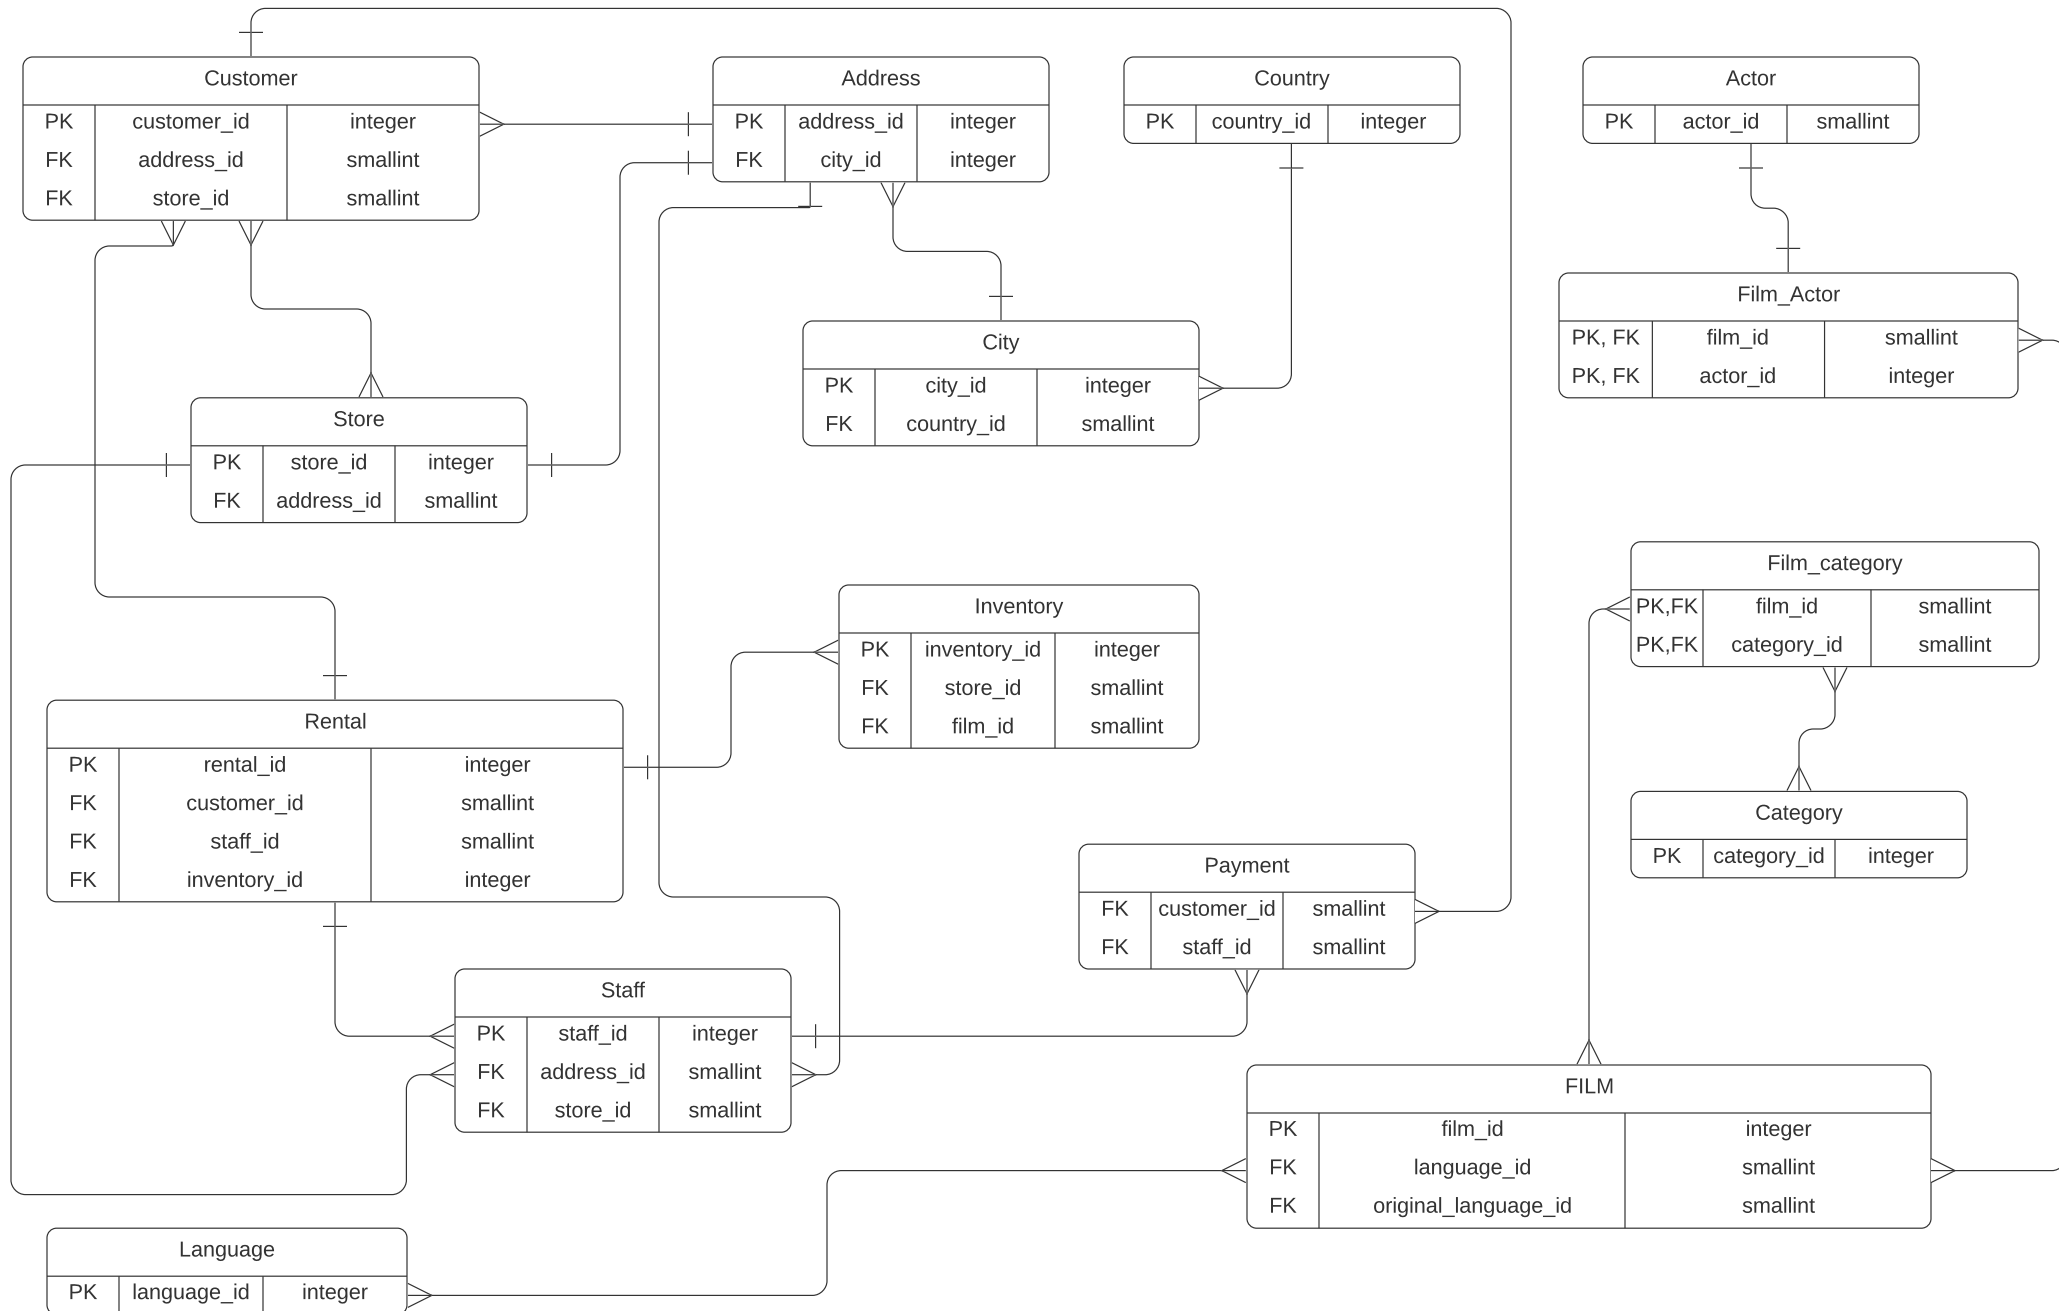 Customer
PK customer_id integer
FK address_id smallint
FK store_id smallint
Address
PK address_id integer
FK city_id integer
Country
PK country_id integer
Actor
PK actor_id smallint
Film_Actor
PK, FK film_id smallint
PK, FK actor_id integer
City
PK city_id integer
FK country_id smallint
Store
PK store_id integer
FK address_id smallint
Film_category
PK,FK film_id smallint
PK,FK category_id smallint
Inventory
PK inventory_id integer
FK store_id smallint
FK film_id smallint
Rental
PK rental_id integer
FK customer_id smallint
FK staff_id smallint
FK inventory_id integer
Category
PK category_id integer
Payment
FK customer_id smallint
FK staff_id smallint
Staff
PK staff_id integer
FK address_id smallint
FK store_id smallint
FILM
PK film_id integer
FK language_id smallint
FK original_language_id smallint
Language
PK language_id integer